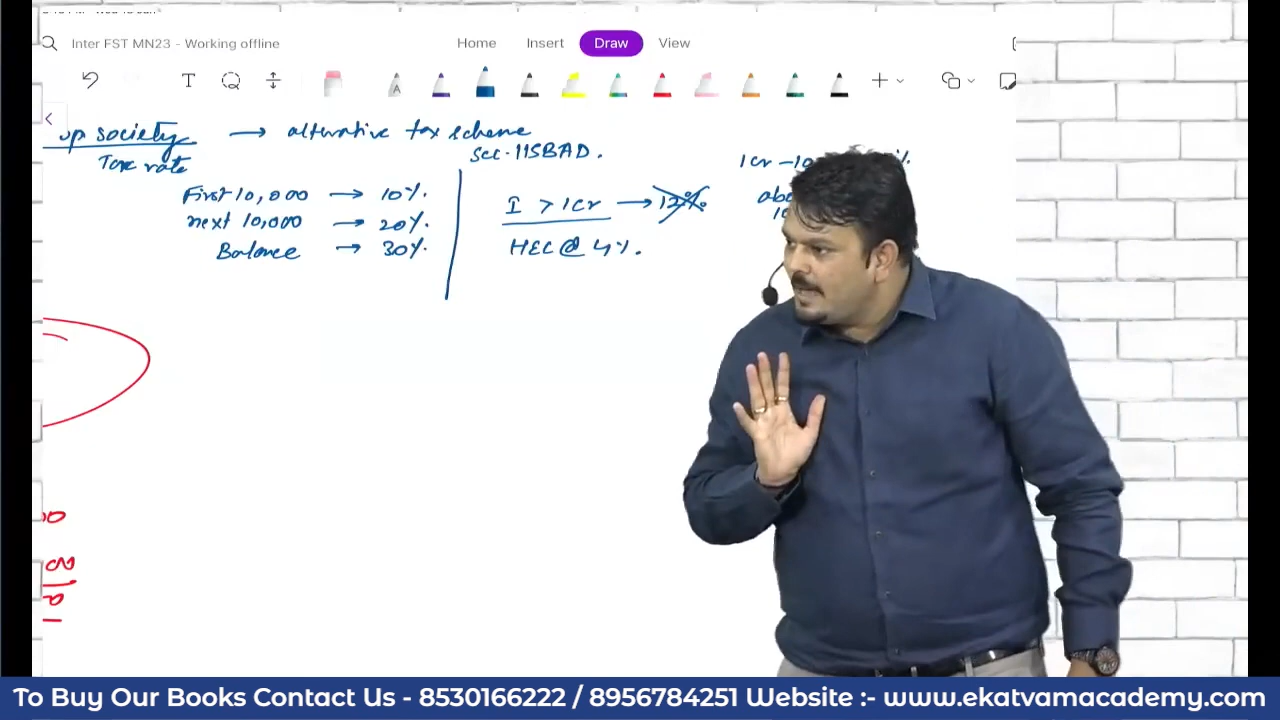 Inter FST MN23 - Working offline
Home Insert Draw View
op society → alternative tax scheme
Sec. 115BAD.
Tax rate
First 10,000 → 10%.
next 10,000 → 20%.
Balance → 30%.
I > 1cr → 12%
HEC @ 4%.
1cr - 10
To Buy Our Books Contact Us - 8530166222 / 8956784251 Website :- www.ekatvamacademy.com